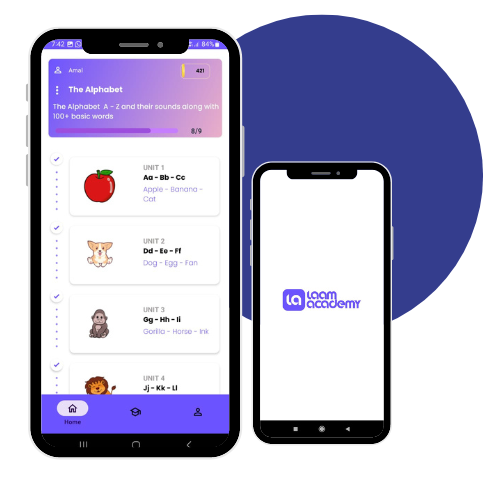 7:42
84%
Amal
421
The Alphabet
The Alphabet A - Z and their sounds along with
100+ basic words
8/9
UNIT 1
Aa - Bb - Cc
Apple - Banana -
Cat
UNIT 2
Dd - Ee - Ff
Dog - Egg - Fan
UNIT 3
Gg - Hh - Ii
Gorilla - Horse - Ink
UNIT 4
Jj - Kk - Ll
Home
la
laam
academy